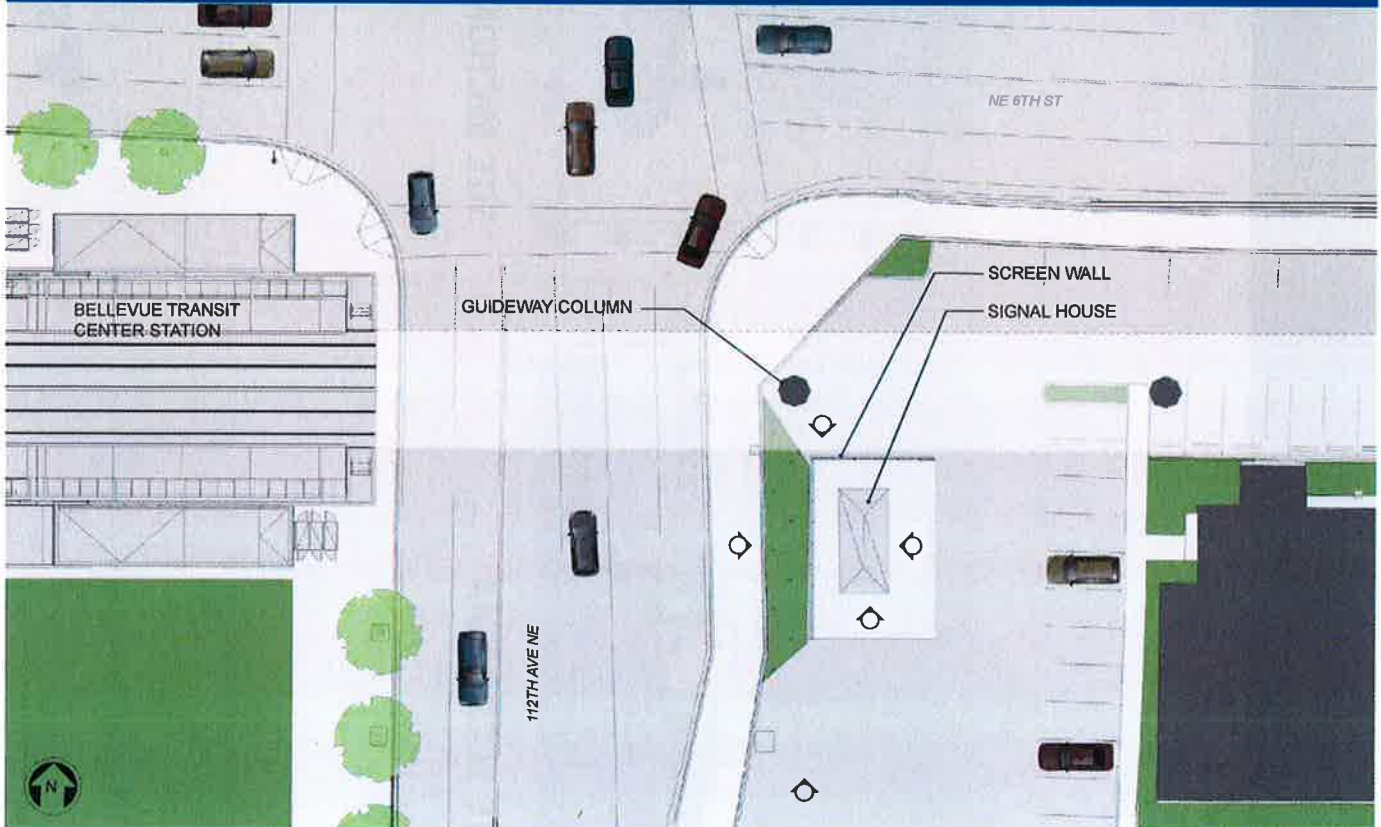 NE 6TH ST
SCREEN WALL
BELLEVUE TRANSIT
CENTER STATION
GUIDEWAY COLUMN
SIGNAL HOUSE
112TH AVE NE
N